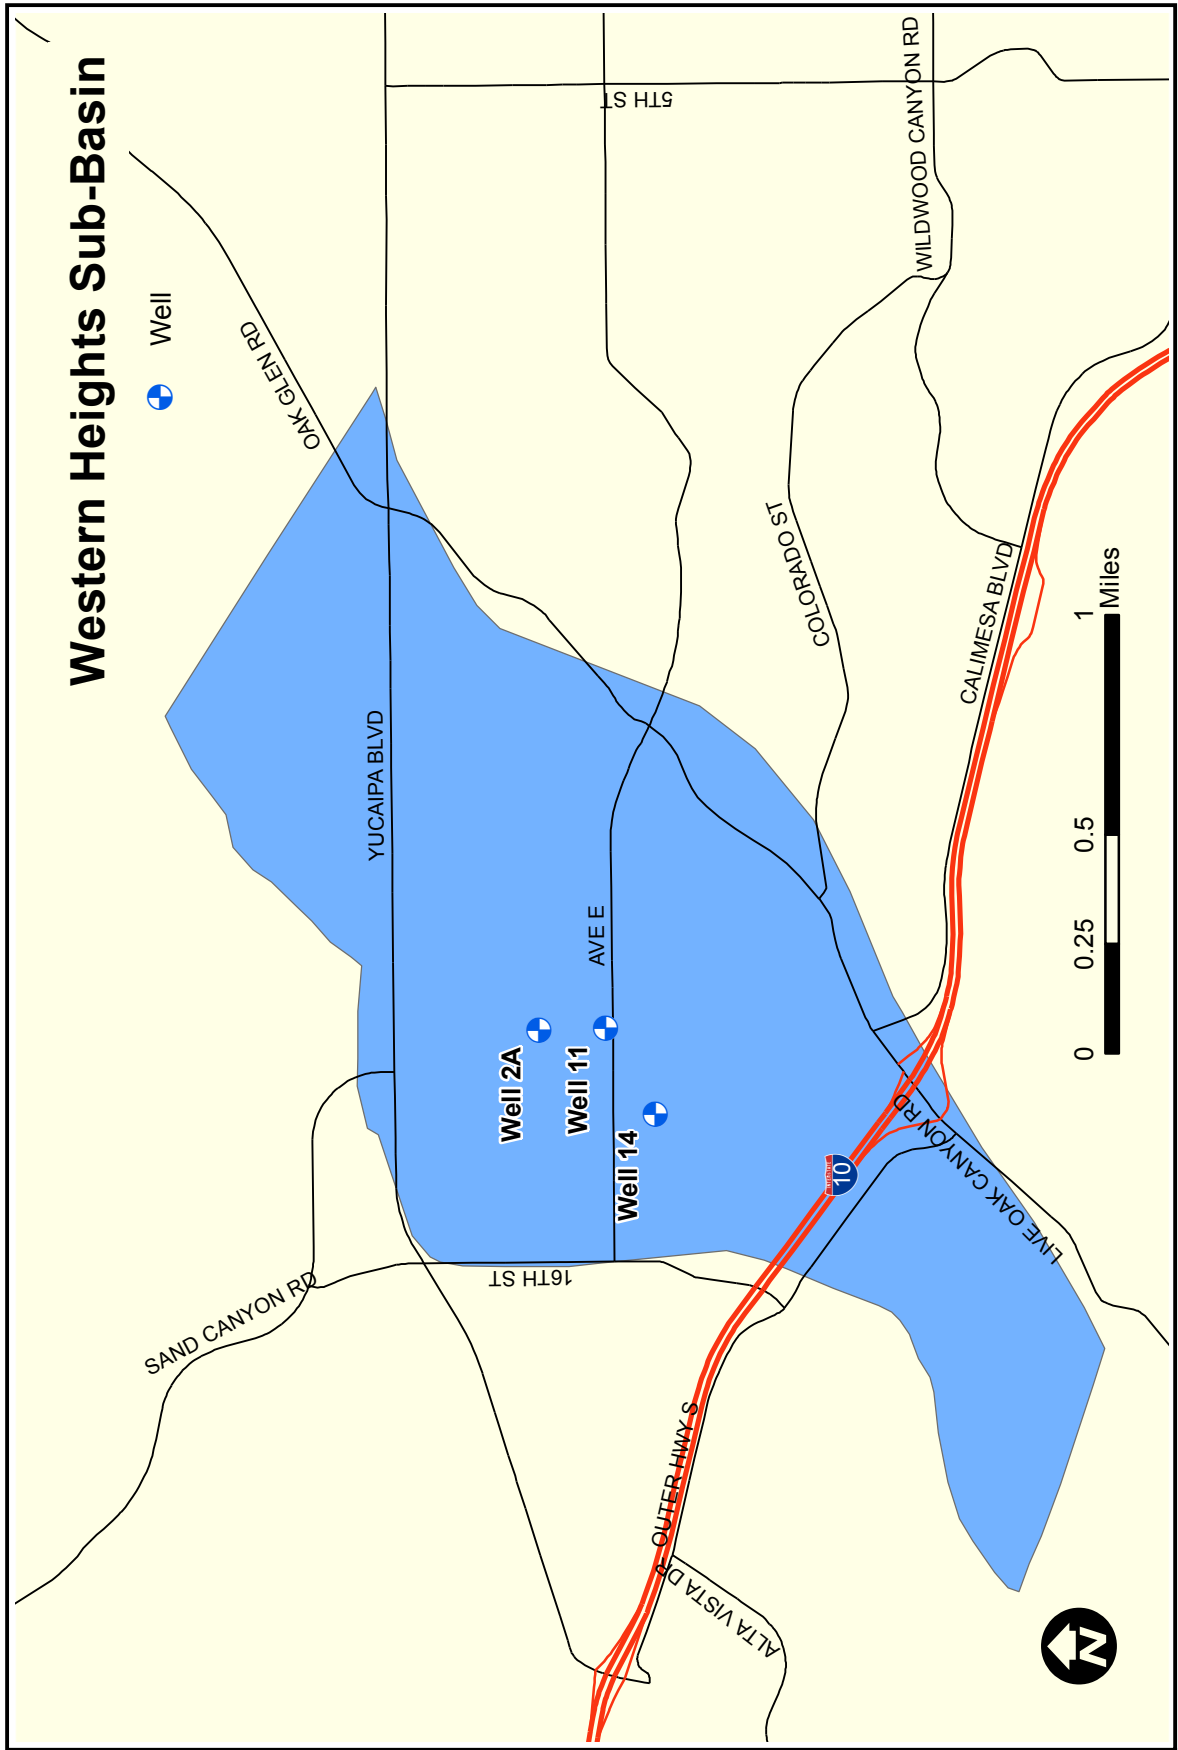 Western Heights Sub-Basin
Well
OAK GLEN RD
5TH ST
WILDWOOD CANYON RD
YUCAIPA BLVD
COLORADO ST
AVE E
CALIMESA BLVD
Well 2A
Well 11
Well 14
SAND CANYON RD
16TH ST
INTERSTATE
10
LIVE OAK CANYON RD
OUTER HWY S
ALTA VISTA DR
0 0.25 0.5 1
Miles
N